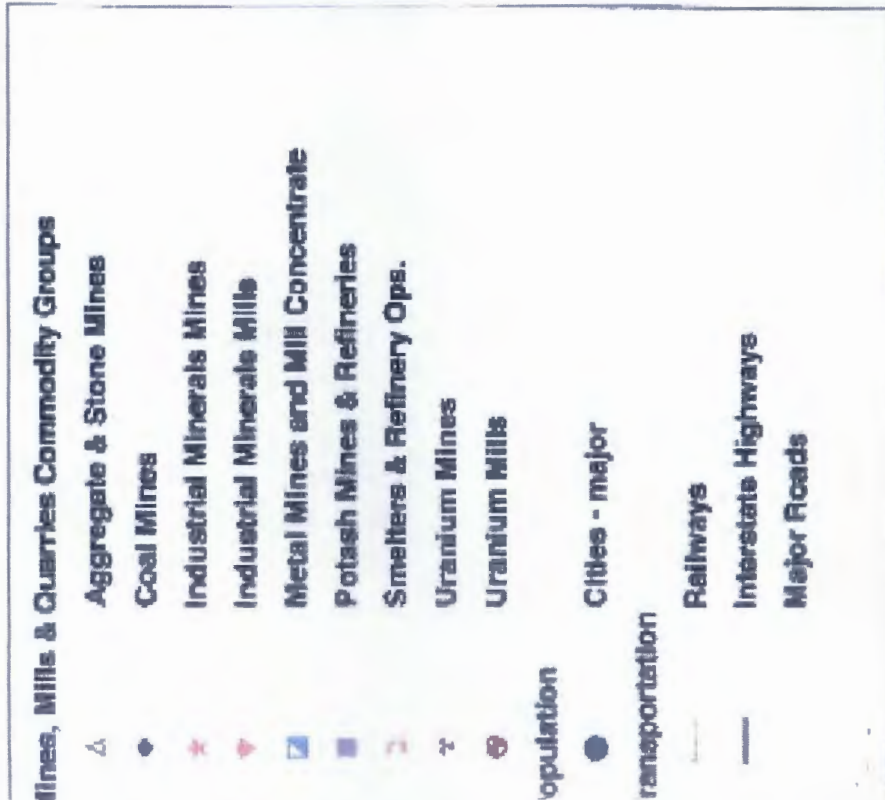 lines, Mills & Quarries Commodity Groups
Aggregate & Stone Mines
Coal Mines
Industrial Minerals Mines
Industrial Minerals Mills
Metal Mines and Mill Concentrate
Potash Mines & Refineries
Smelters & Refinery Ops.
Uranium Mines
Uranium Mills
opulation
Cities - major
ransportation
Railways
Interstate Highways
Major Roads